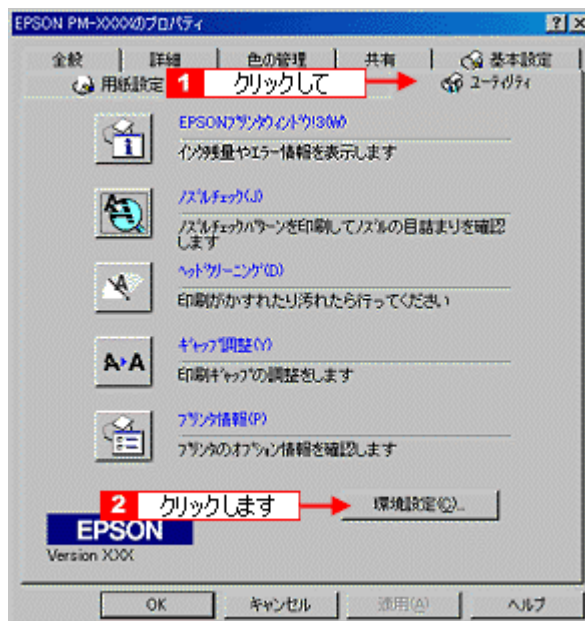 EPSON PM-XXXXのプロパティ
全般 詳細 色の管理 共有 基本設定
用紙設定 1 クリックして ユーティリティ
EPSONプリンタウィンドウ!3(W)
インク残量やエラー情報を表示します
ノズルチェック(J)
ノズルチェックパターンを印刷してノズルの目詰まりを確認
します
ヘッドクリーニング(D)
印刷がかすれたり汚れたら行ってください
ギャップ調整(Y)
A▸A
印刷ギャップの調整をします
プリンタ情報(P)
プリンタのオプション情報を確認します
2 クリックします 環境設定(C)...
EPSON
Version XXX
OK キャンセル 適用(A) ヘルプ